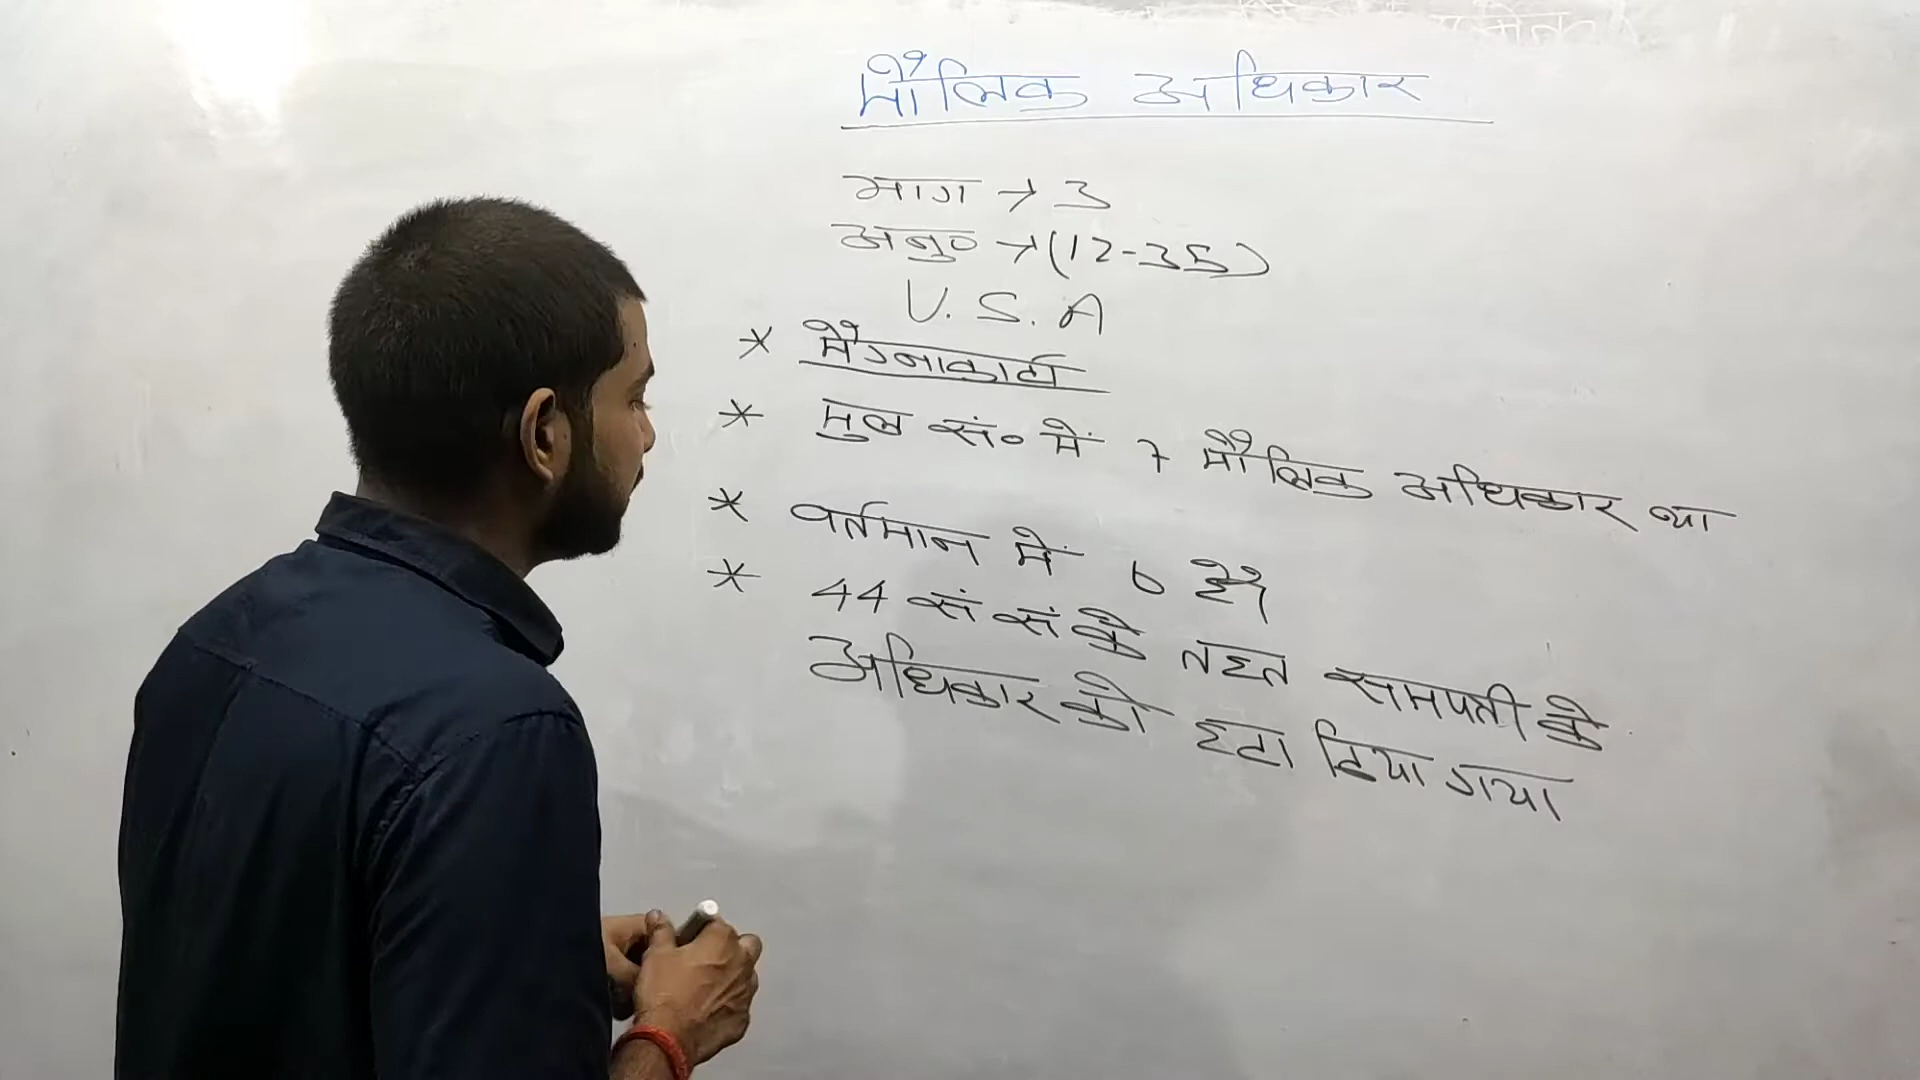 मौलिक अधिकार
भाग → 3
अनु० → (12-35)
U.S.A
* मैग्नाकार्टा
* मुल सं० में 7 मौलिक अधिकार था
* वर्तमान में 6 है
* 44 सं सं के तहत सम्पती के
अधिकार को हटा दिया गया